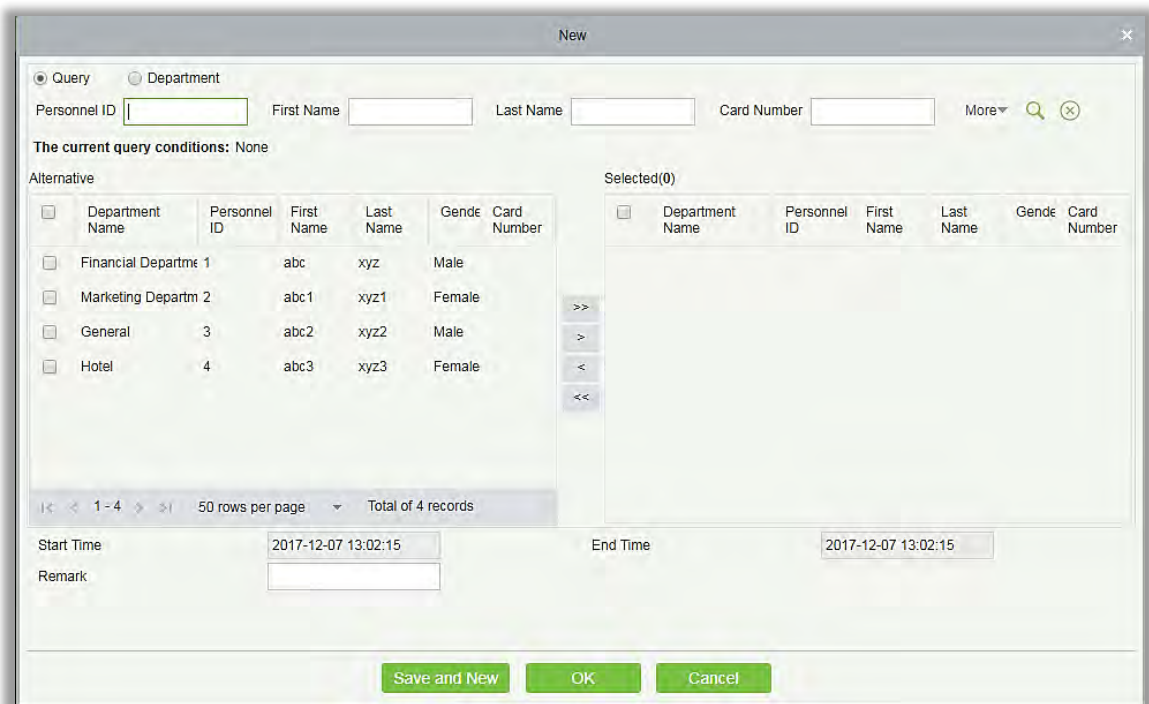 New
Query Department
Personnel ID First Name Last Name Card Number More
The current query conditions: None
Alternative Selected(0)
Department Name Personnel ID First Name Last Name Gende Card Number Department Name Personnel ID First Name Last Name Gende Card Number
Financial Departme 1 abc xyz Male
Marketing Departm 2 abc1 xyz1 Female
>>
General 3 abc2 xyz2 Male
>
Hotel 4 abc3 xyz3 Female
<
<<
1 - 4 50 rows per page Total of 4 records
Start Time 2017-12-07 13:02:15 End Time 2017-12-07 13:02:15
Remark
Save and New OK Cancel